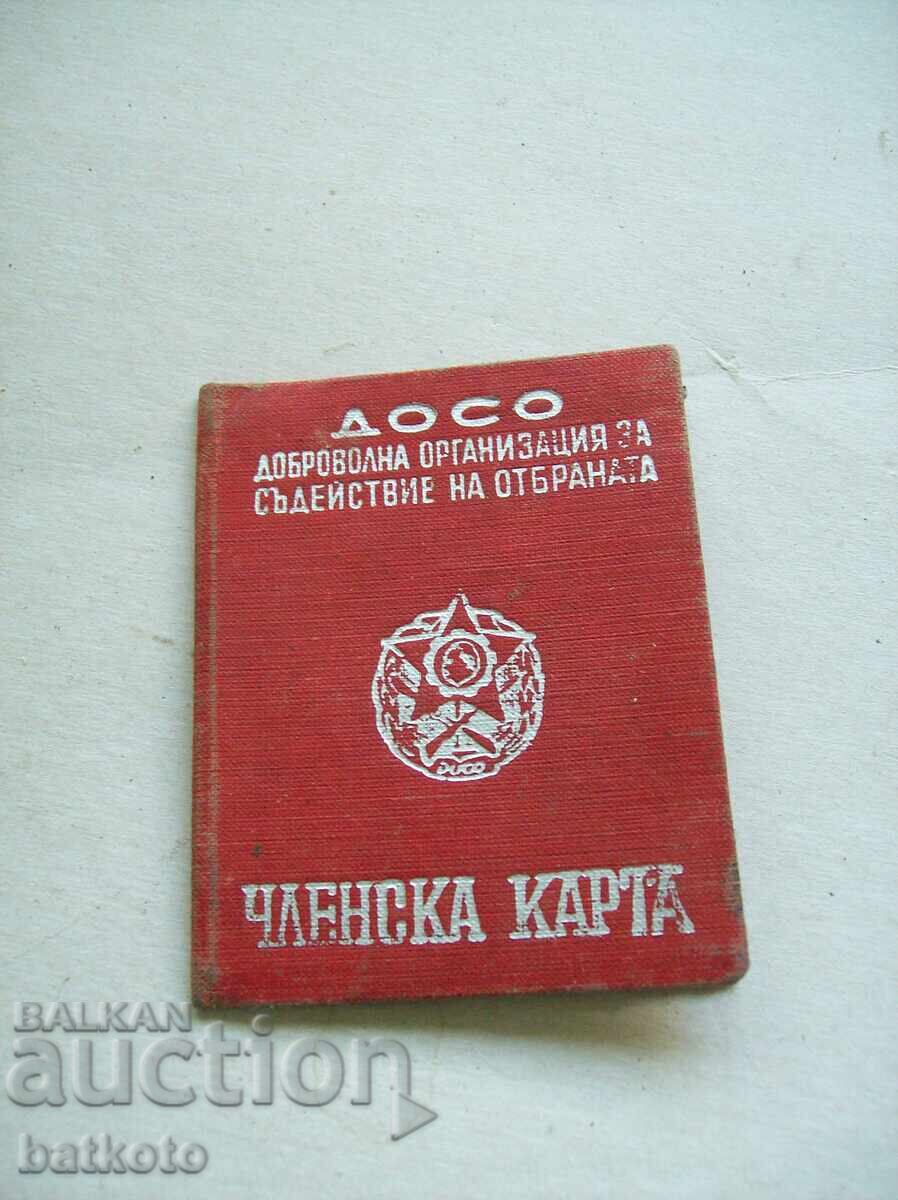 ДОСО
ДОБРОВОЛНА ОРГАНИЗАЦИЯ ЗА
СЪДЕЙСТВИЕ НА ОТБРАНАТА
ДОСО
ЧЛЕНСКА КАРТА
BALKAN
auction
batkoto